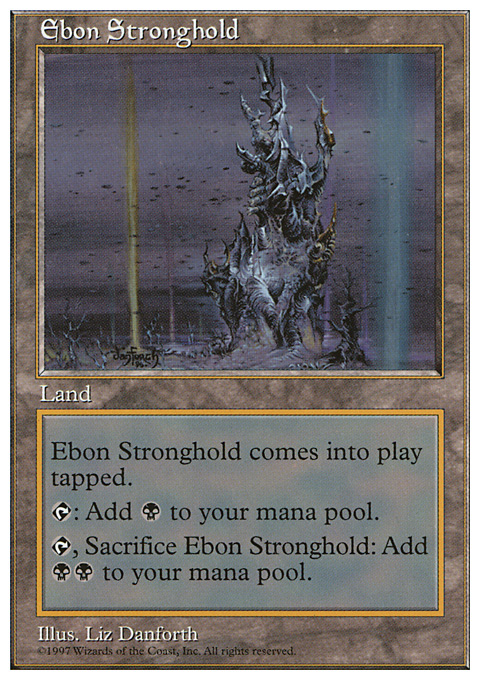 Ebon Stronghold
Danforth
Land
Ebon Stronghold comes into play
tapped.
: Add to your mana pool.
, Sacrifice Ebon Stronghold: Add
to your mana pool.
Illus. Liz Danforth
©1997 Wizards of the Coast, Inc. All rights reserved.